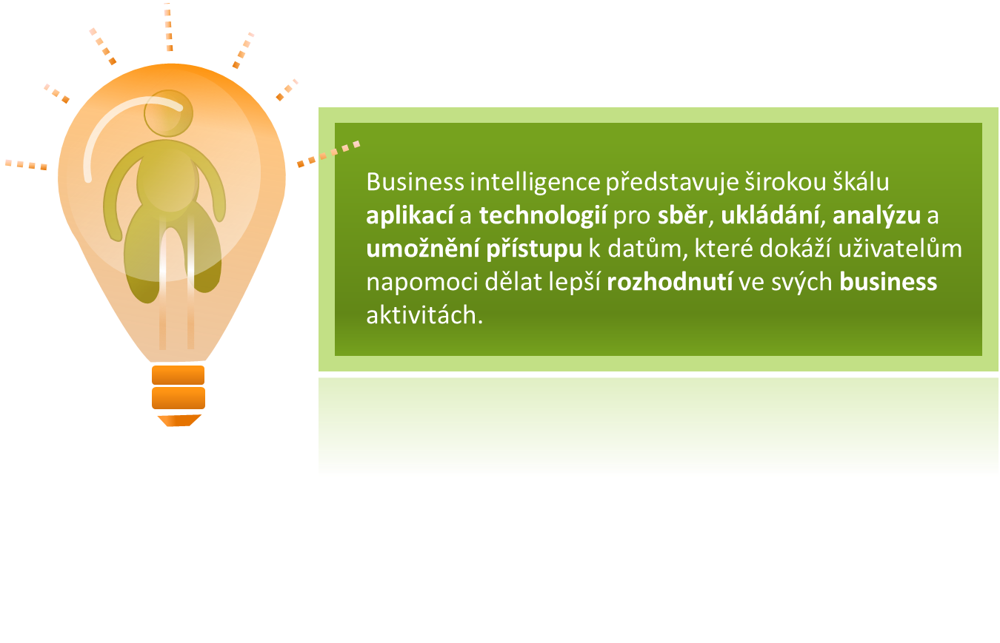 Business intelligence představuje širokou škálu
aplikací a technologií pro sběr, ukládání, analýzu a
umožnění přístupu k datům, které dokáží uživatelům
napomoci dělat lepší rozhodnutí ve svých business
aktivitách.